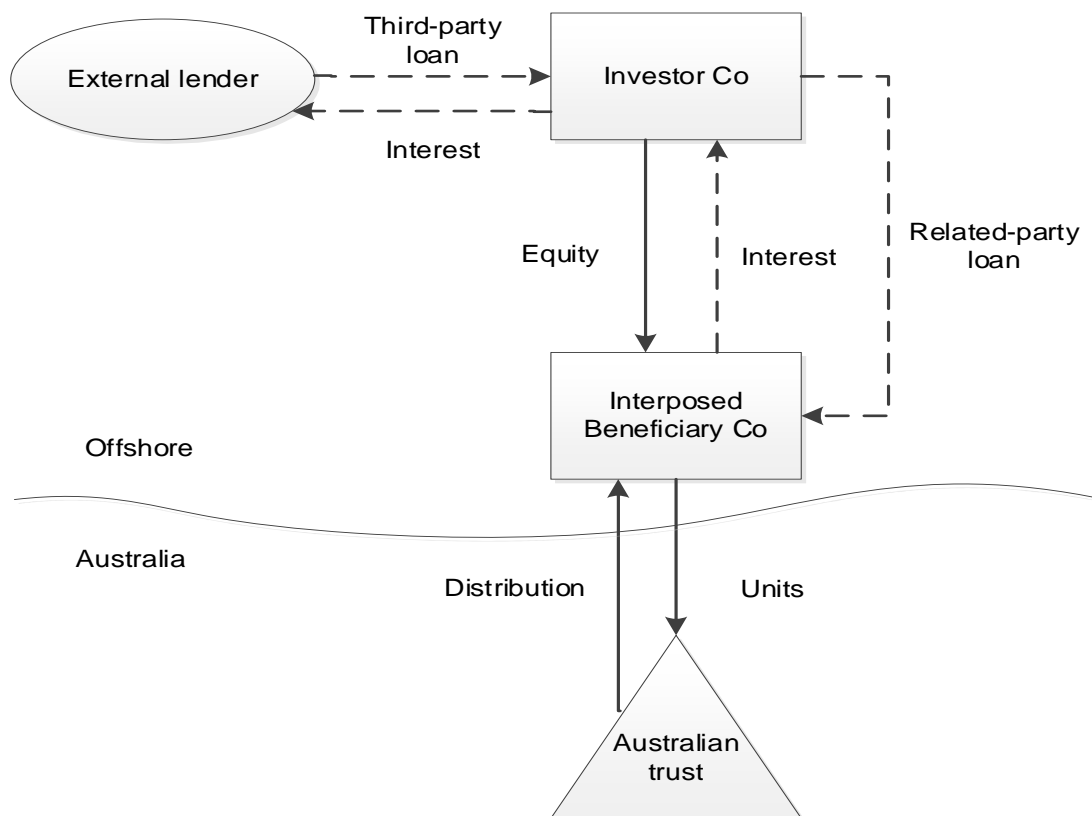 Third-party
loan
External lender
Investor Co
Interest
Equity
Interest
Related-party
loan
Interposed
Beneficiary Co
Offshore
Australia
Distribution
Units
Australian
trust